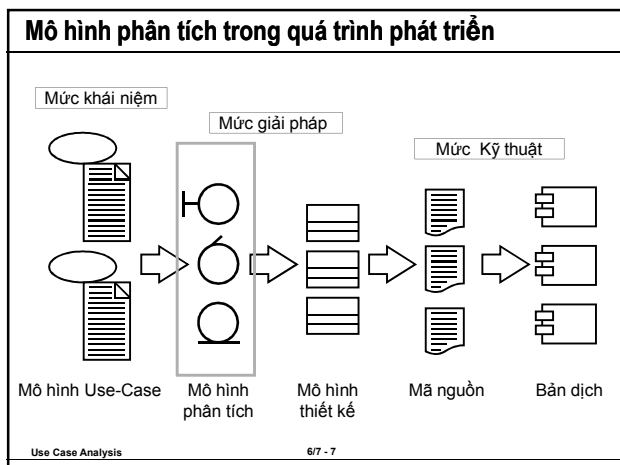 Mô hình phân tích trong quá trình phát triển
Mức khái niệm
Mức giải pháp
Mức Kỹ thuật
Mô hình Use-Case
Mô hình
phân tích
Mô hình
thiết kế
Mã nguồn
Bản dịch
Use Case Analysis
6/7 - 7